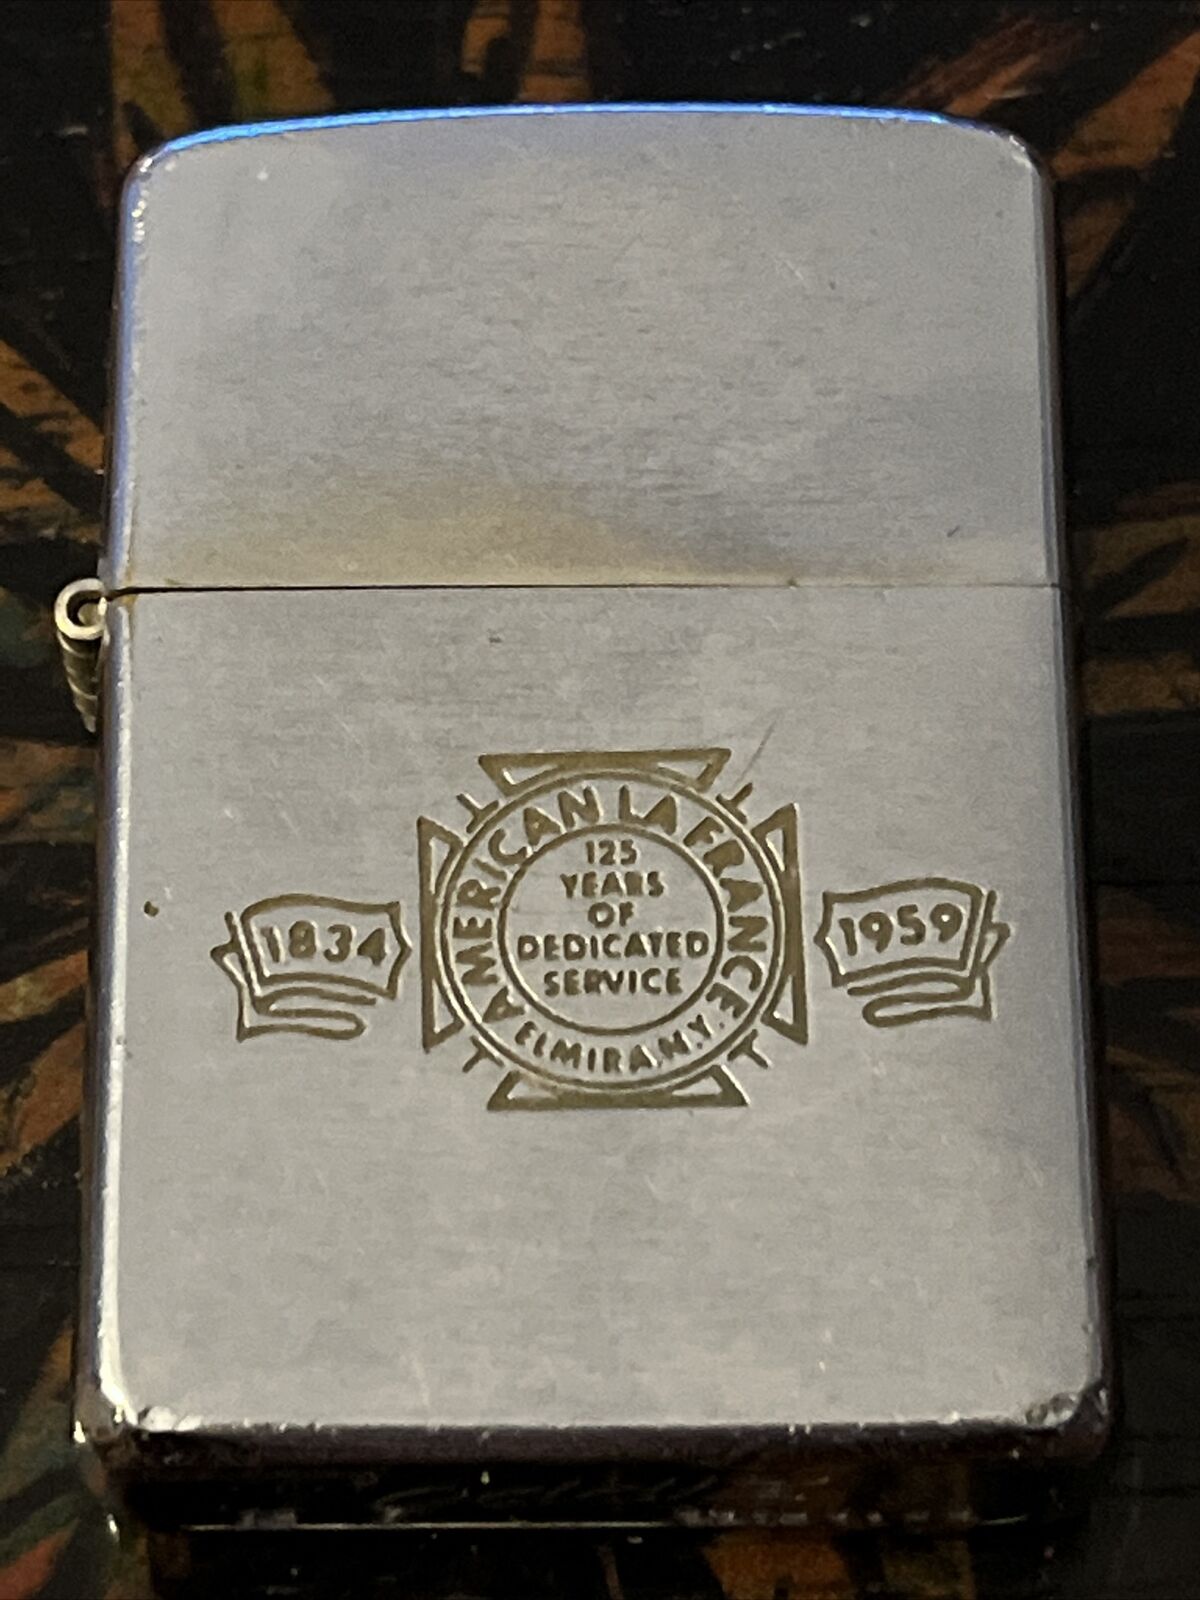 AMERICAN LA FRANCE
125
YEARS
OF
DEDICATED
SERVICE
ELMIRA, N.Y.
1834
1959